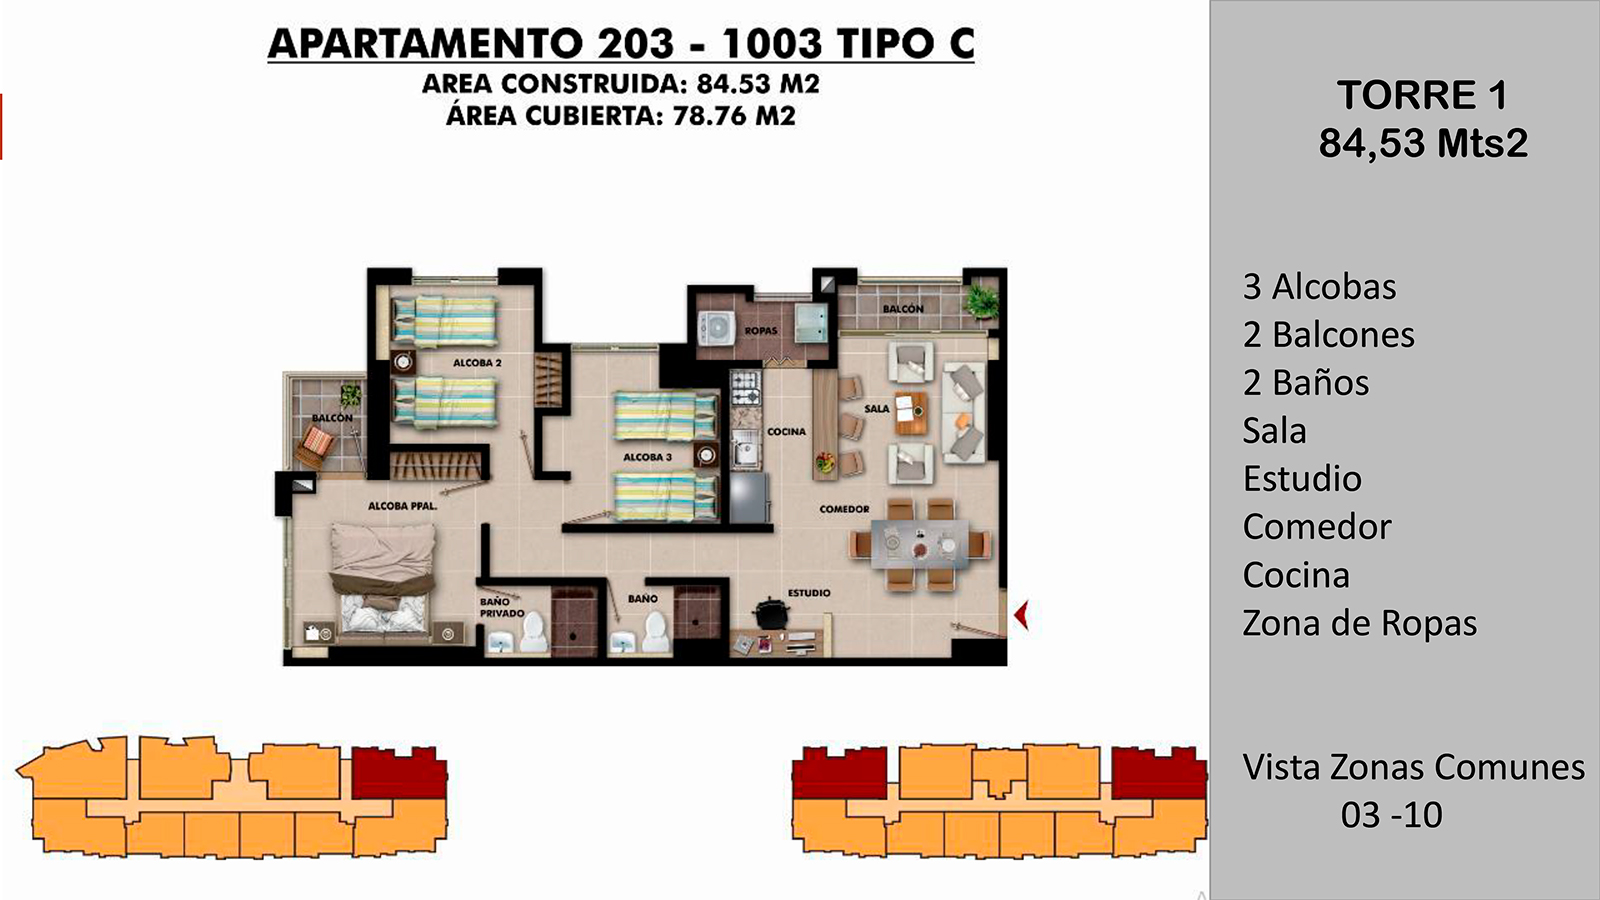 APARTAMENTO 203 - 1003 TIPO C
AREA CONSTRUIDA: 84.53 M2
ÁREA CUBIERTA: 78.76 M2
TORRE 1
84,53 Mts2
3 Alcobas
2 Balcones
2 Baños
Sala
Estudio
Comedor
Cocina
Zona de Ropas
Vista Zonas Comunes
03 -10
BALCÓN
ROPAS
ALCOBA 2
SALA
BALCÓN
COCINA
ALCOBA 3
ALCOBA PPAL.
COMEDOR
ESTUDIO
BAÑO
PRIVADO
BAÑO